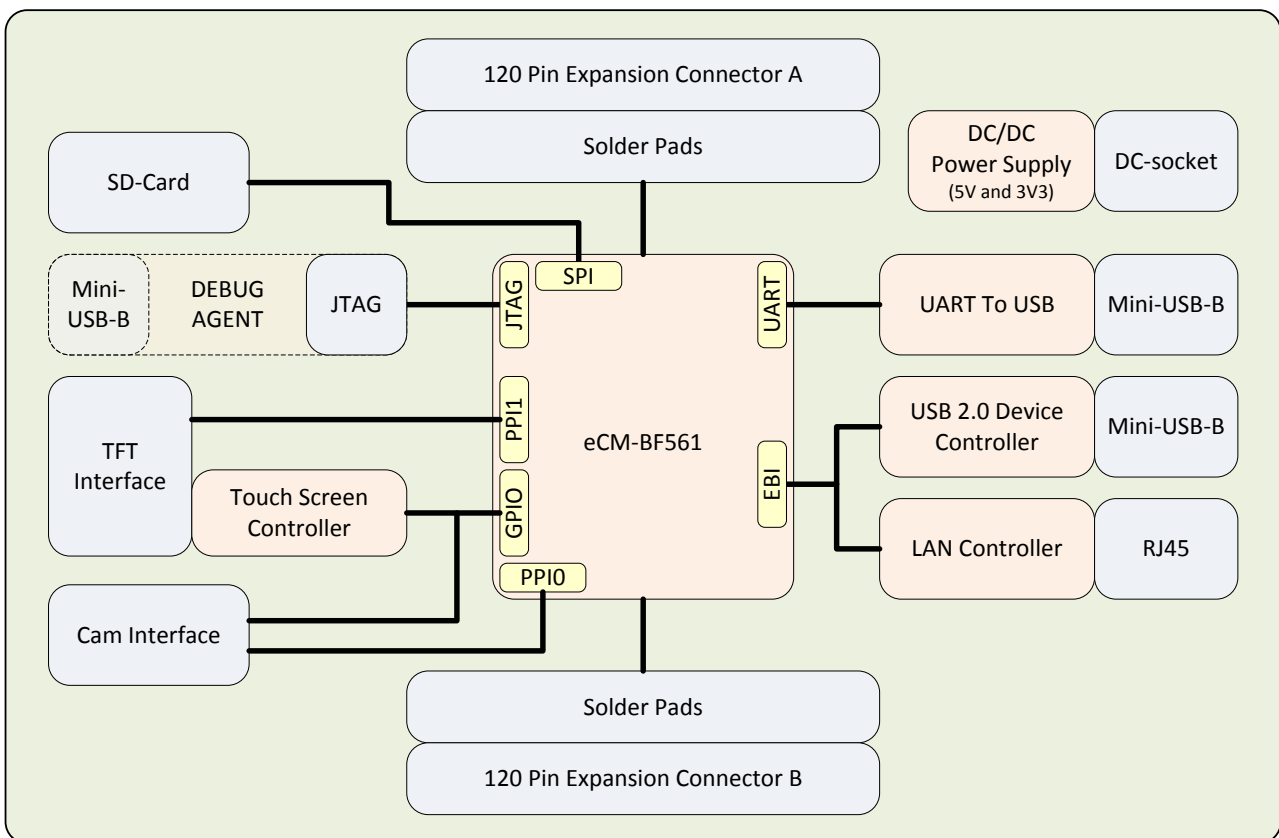 120 Pin Expansion Connector A
Solder Pads
SD-Card
DC/DC
Power Supply
(5V and 3V3)
DC-socket
Mini-
USB-B
DEBUG
AGENT
JTAG
JTAG
SPI
UART
UART To USB
Mini-USB-B
TFT
Interface
PPI1
eCM-BF561
USB 2.0 Device
Controller
Mini-USB-B
Touch Screen
Controller
GPIO
EBI
LAN Controller
RJ45
PPI0
Cam Interface
Solder Pads
120 Pin Expansion Connector B